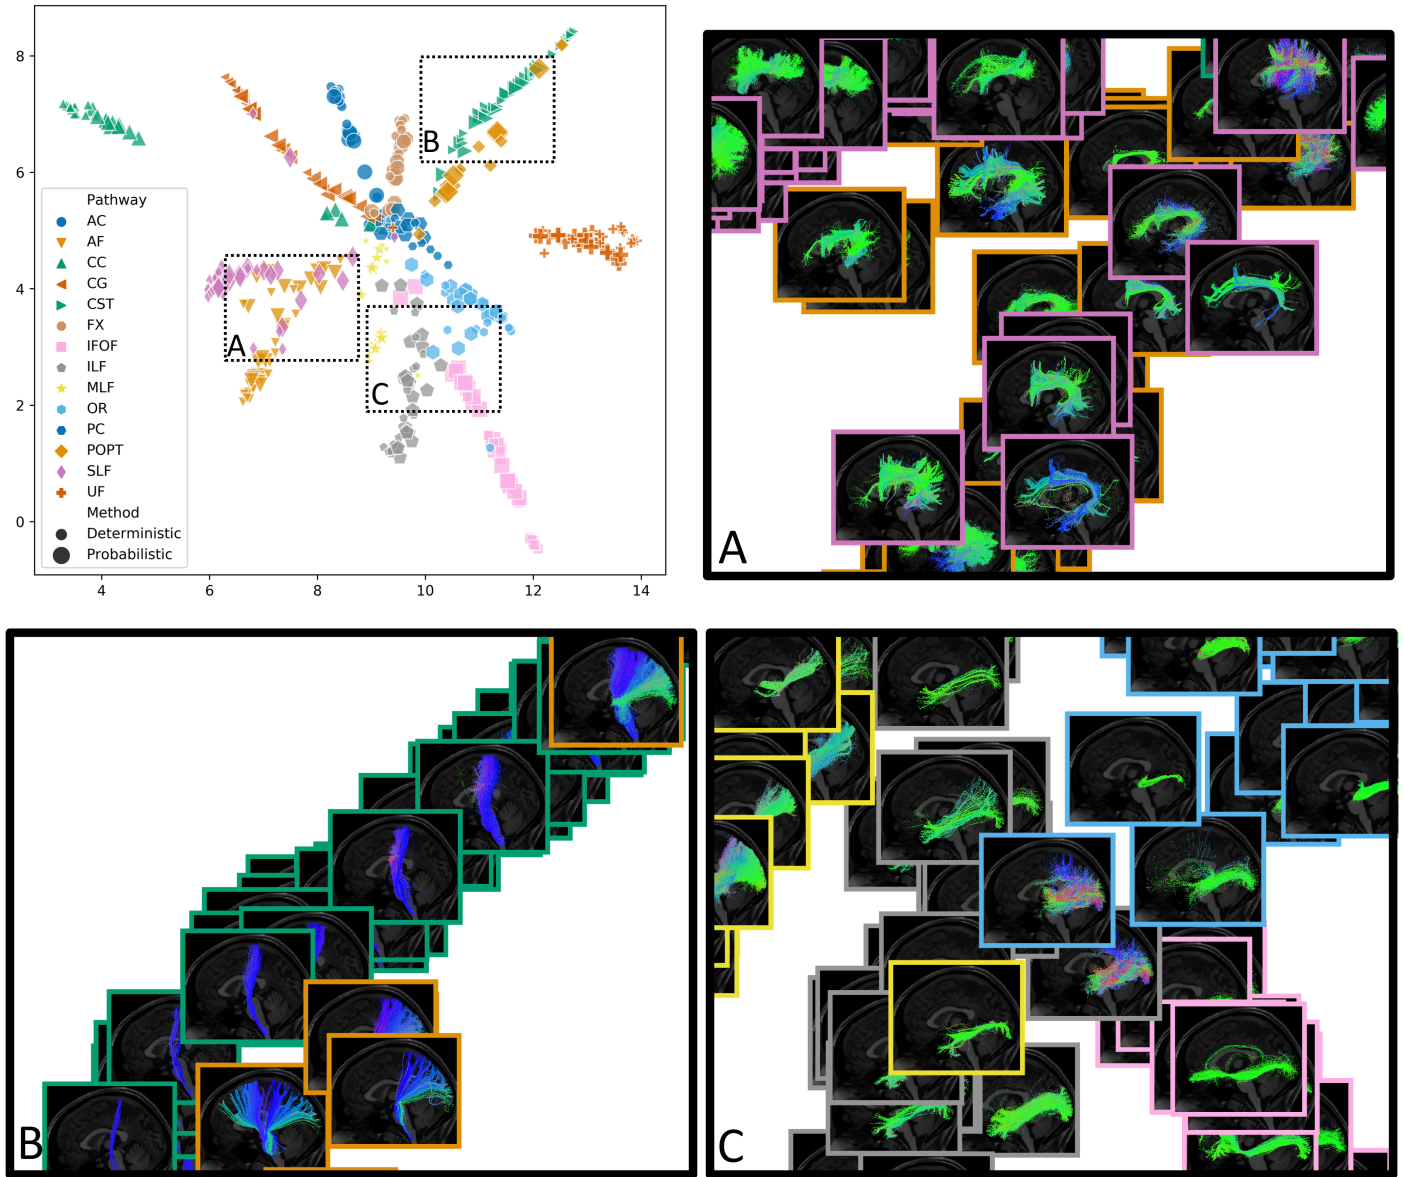 8
6
4
2
0
4
6
8
10
12
14
Pathway
AC
AF
CC
CG
CST
FX
IFOF
ILF
MLF
OR
PC
POPT
SLF
UF
Method
Deterministic
Probabilistic
A
B
C
A
B
C